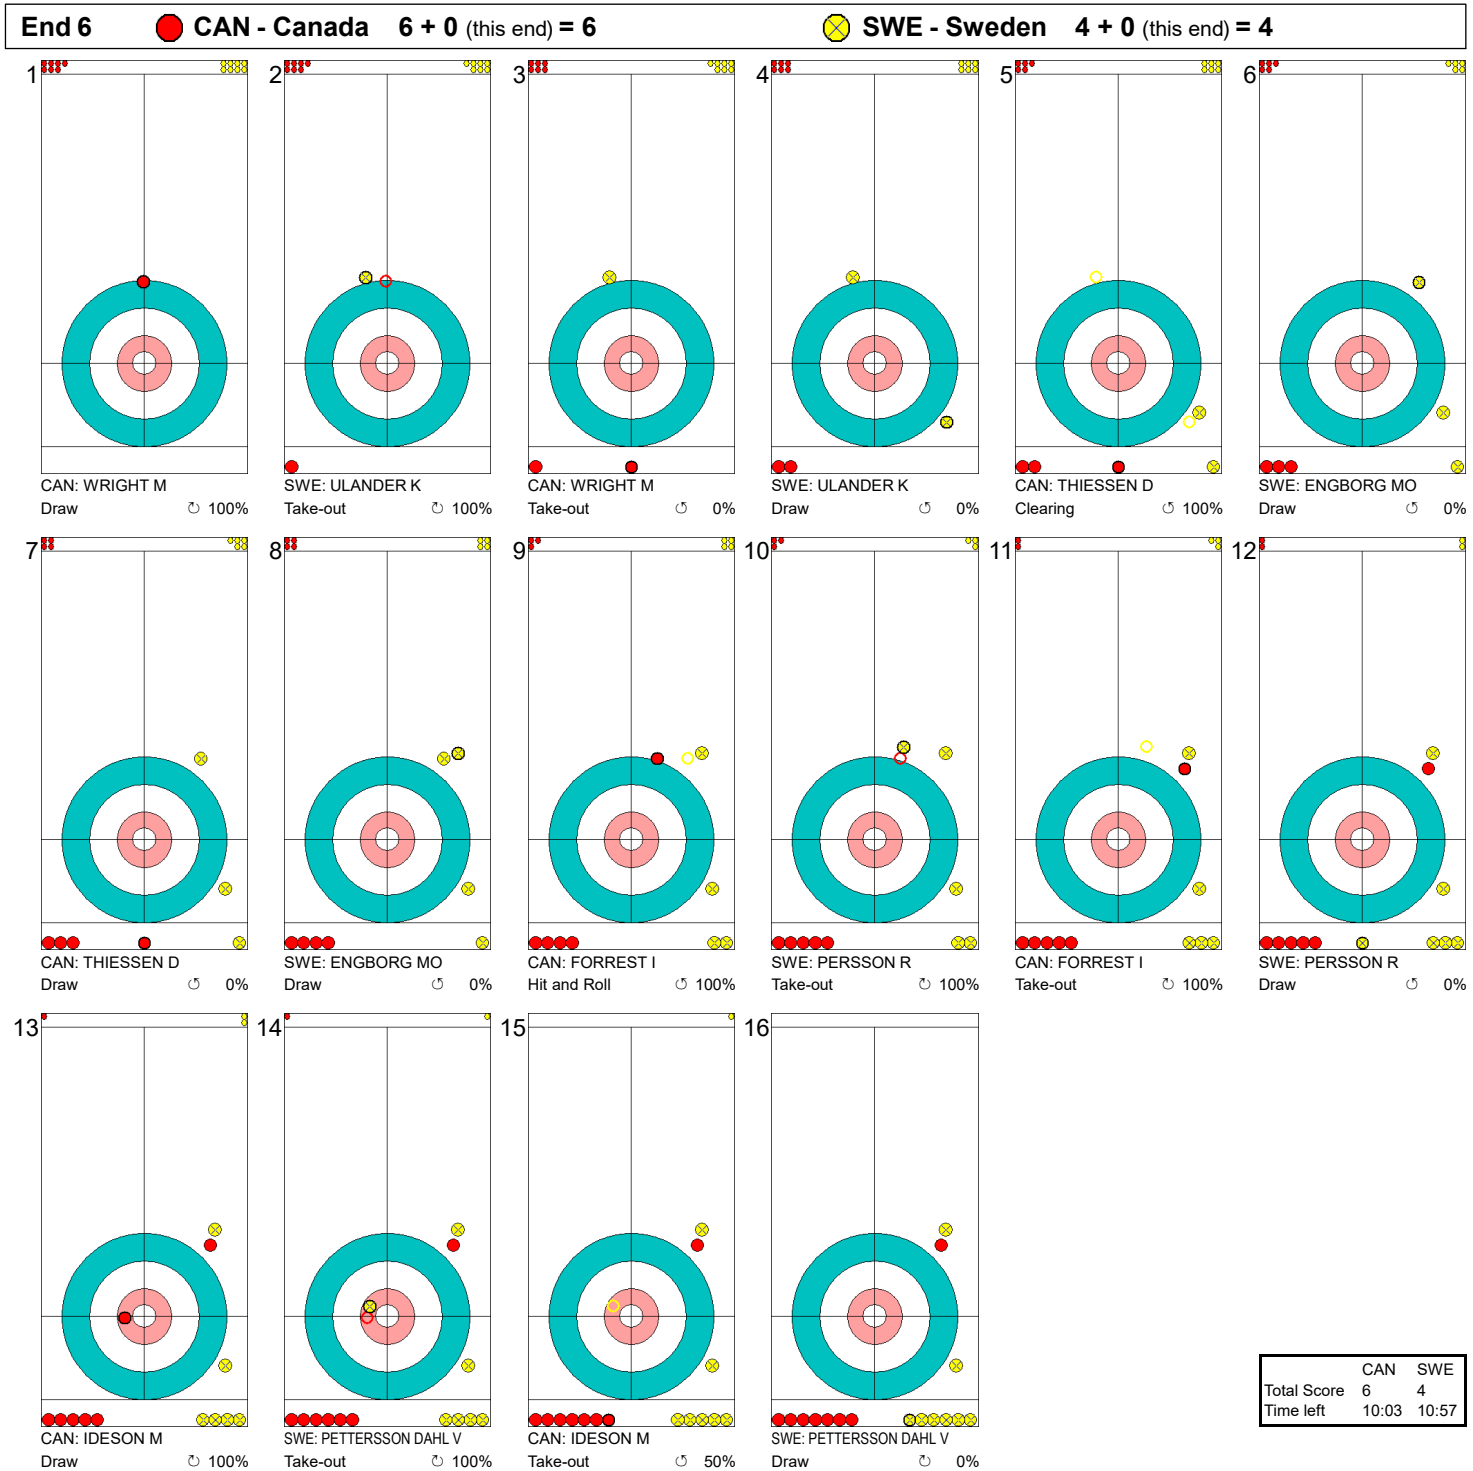 End 6 CAN - Canada 6 + 0 (this end) = 6 SWE - Sweden 4 + 0 (this end) = 4
1 2 3 4 5 6
CAN: WRIGHT M SWE: ULANDER K CAN: WRIGHT M SWE: ULANDER K CAN: THIESSEN D SWE: ENGBORG MO
Draw ↻ 100% Take-out ↻ 100% Take-out ↺ 0% Draw ↺ 0% Clearing ↺ 100% Draw ↺ 0%
7 8 9 10 11 12
CAN: THIESSEN D SWE: ENGBORG MO CAN: FORREST I SWE: PERSSON R CAN: FORREST I SWE: PERSSON R
Draw ↺ 0% Draw ↺ 0% Hit and Roll ↺ 100% Take-out ↻ 100% Take-out ↻ 100% Draw ↺ 0%
13 14 15 16
CAN: IDESON M SWE: PETTERSSON DAHL V CAN: IDESON M SWE: PETTERSSON DAHL V
Draw ↻ 100% Take-out ↻ 100% Take-out ↺ 50% Draw ↻ 0%
CAN SWE
Total Score 6 4
Time left 10:03 10:57